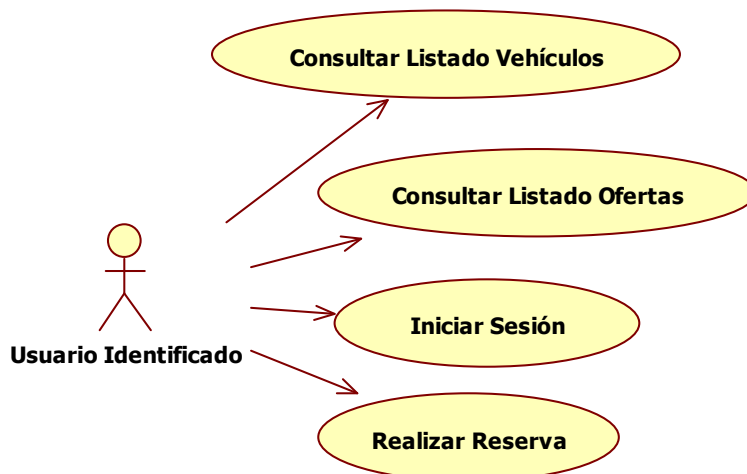 Consultar Listado Vehículos
Consultar Listado Ofertas
Iniciar Sesión
Usuario Identificado
Realizar Reserva